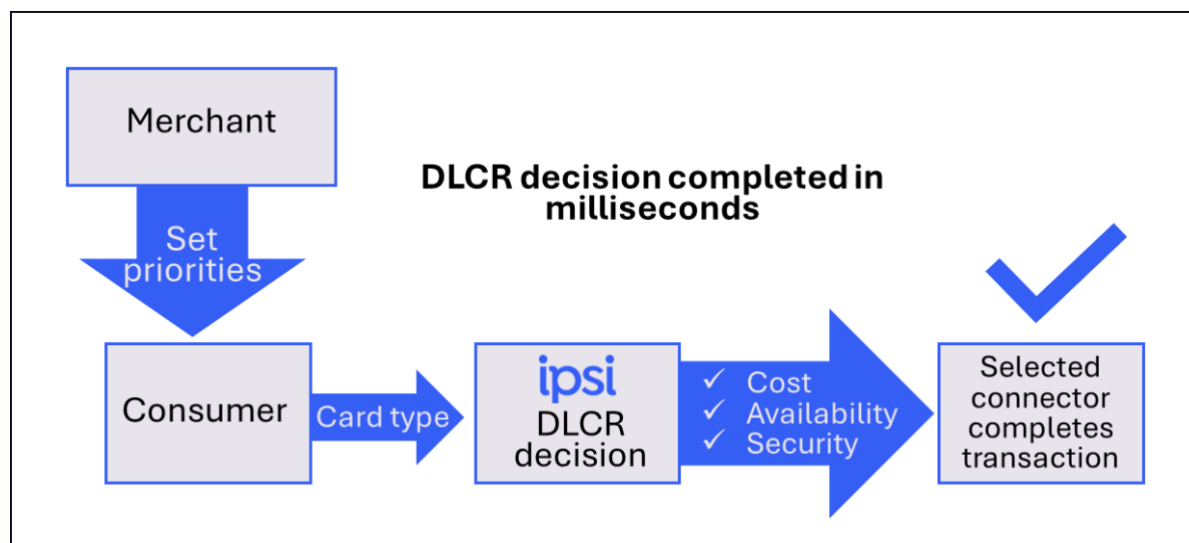 Merchant
DLCR decision completed in
milliseconds
Set
priorities
Consumer
Card type
ipsi
DLCR
decision
✓ Cost
✓ Availability
✓ Security
Selected
connector
completes
transaction